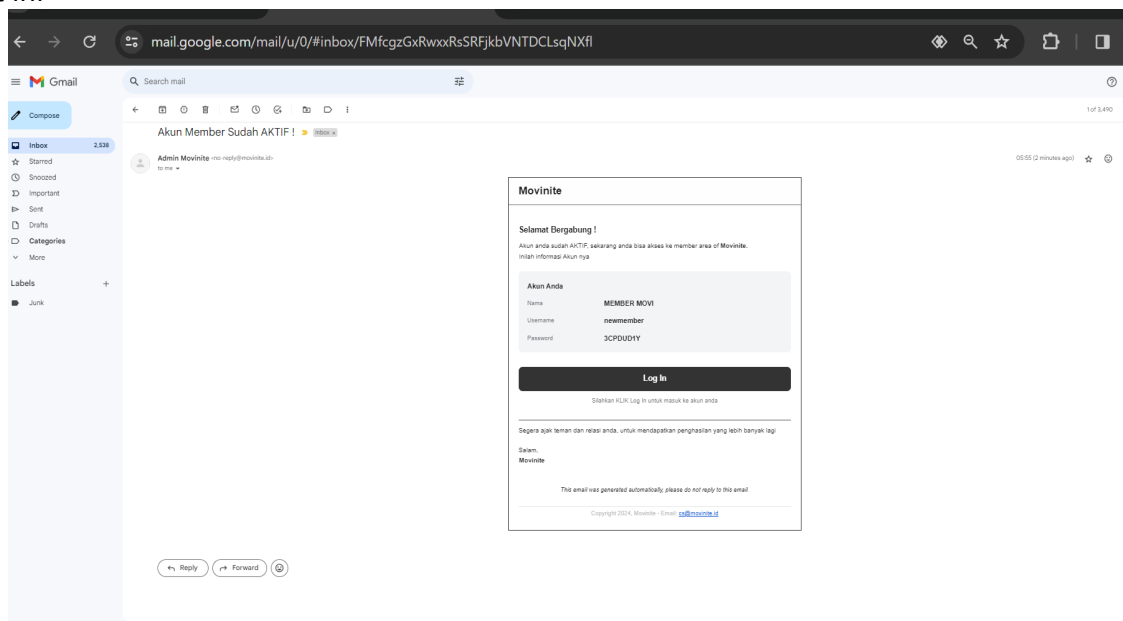 mail.google.com/mail/u/0/#inbox/FMfcgzGxRwxxRsSRFjkbVNTDCLsqNXfl
Gmail
Search mail
Compose
1 of 3,490
Akun Member Sudah AKTIF !
Inbox x
Inbox 2,538
Starred
Snoozed
Important
Sent
Drafts
Categories
More
Labels +
Junk
Admin Movinite <no-reply@movinite.id>
to me
05:55 (2 minutes ago)
Movinite
Selamat Bergabung !
Akun anda sudah AKTIF, sekarang anda bisa akses ke member area of Movinite.
Inilah informasi Akun nya
Akun Anda
Nama MEMBER MOVI
Username newmember
Password 3CPDUD1Y
Log In
Silahkan KLIK Log In untuk masuk ke akun anda
Segera ajak teman dan relasi anda, untuk mendapatkan penghasilan yang lebih banyak lagi
Salam,
Movinite
This email was generated automatically, please do not reply to this email.
Copyright 2024, Movinite - Email: cs@movinite.id
Reply
Forward